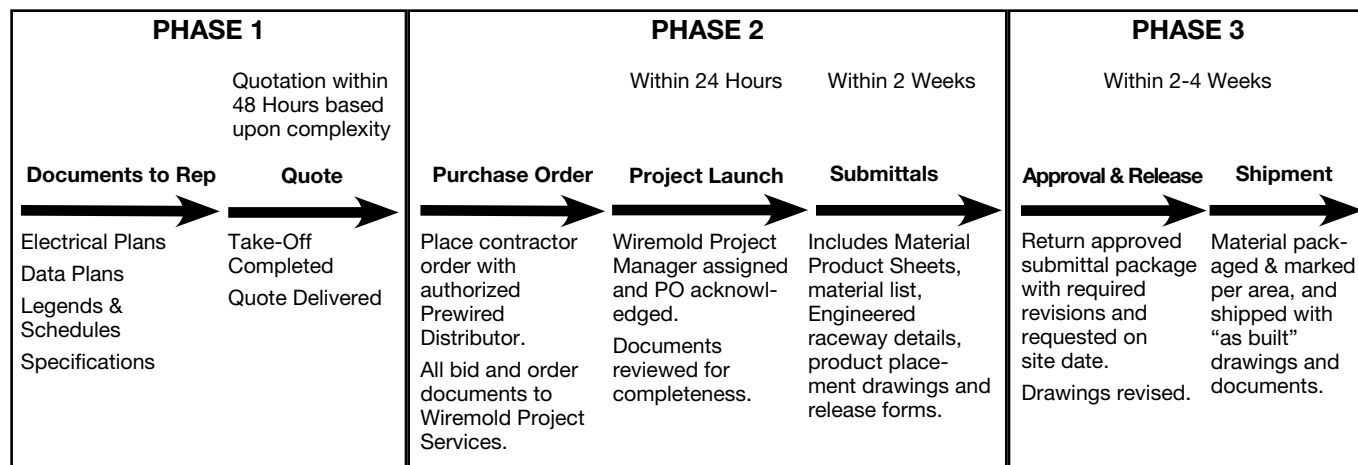 PHASE 1
Quotation within
48 Hours based
upon complexity
Documents to Rep
Electrical Plans
Data Plans
Legends &
Schedules
Specifications
Quote
Take-Off
Completed
Quote Delivered
PHASE 2
Purchase Order
Place contractor
order with
authorized
Prewired
Distributor.
All bid and order
documents to
Wiremold Project
Services.
Within 24 Hours
Project Launch
Wiremold Project
Manager assigned
and PO acknowl-
edged.
Documents
reviewed for
completeness.
Within 2 Weeks
Submittals
Includes Material
Product Sheets,
material list,
Engineered
raceway details,
product place-
ment drawings and
release forms.
PHASE 3
Within 2-4 Weeks
Approval & Release
Return approved
submittal package
with required
revisions and
requested on
site date.
Drawings revised.
Shipment
Material pack-
aged & marked
per area, and
shipped with
“as built”
drawings and
documents.